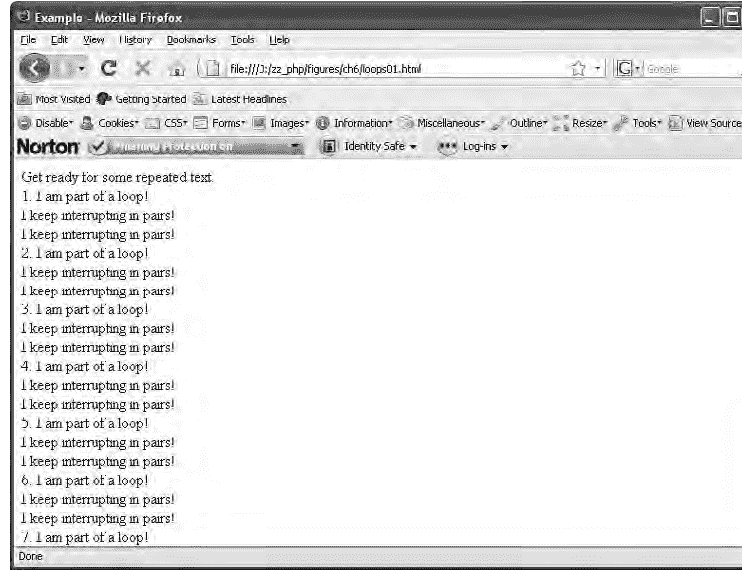 Example - Mozilla Firefox
File Edit View History Bookmarks Tools Help
file:///J:/zz_php/figures/ch6/loops01.html
G Google
Most Visited Getting Started Latest Headlines
Disable Cookies CSS Forms Images Information Miscellaneous Outline Resize Tools View Source
Norton Protection on Identity Safe Log-ins
Get ready for some repeated text.
1. I am part of a loop!
I keep interrupting in pairs!
I keep interrupting in pairs!
2. I am part of a loop!
I keep interrupting in pairs!
I keep interrupting in pairs!
3. I am part of a loop!
I keep interrupting in pairs!
I keep interrupting in pairs!
4. I am part of a loop!
I keep interrupting in pairs!
I keep interrupting in pairs!
5. I am part of a loop!
I keep interrupting in pairs!
I keep interrupting in pairs!
6. I am part of a loop!
I keep interrupting in pairs!
I keep interrupting in pairs!
7. I am part of a loop!
Done